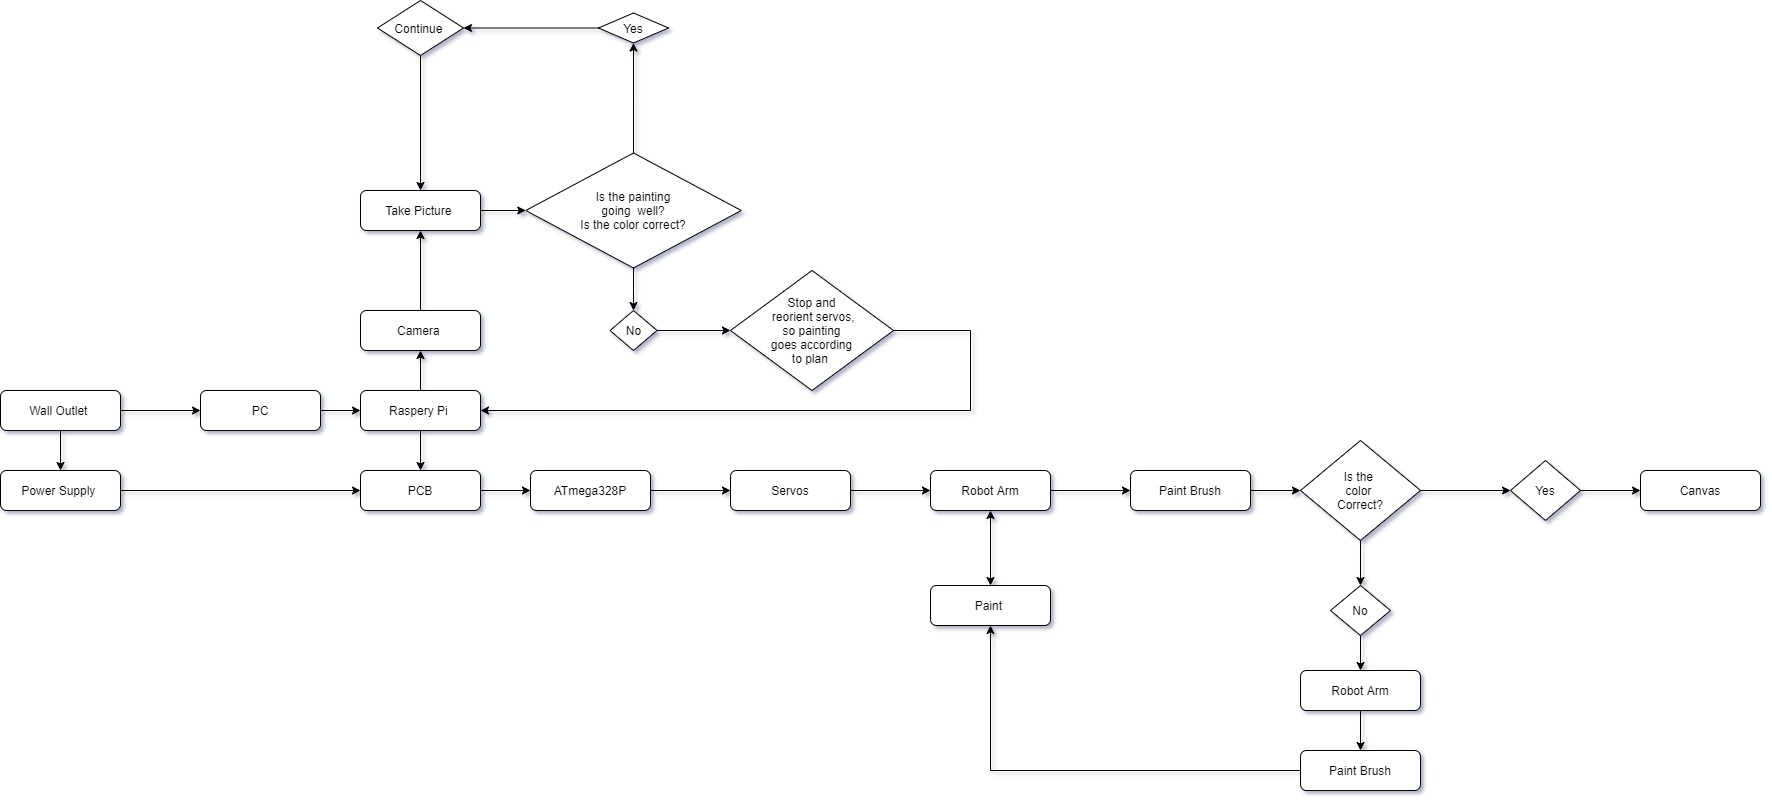 Continue
Yes
Take Picture
Is the painting
going well?
Is the color correct?
Stop and
reorient servos,
so painting
goes according
to plan
No
Camera
Wall Outlet
PC
Raspery Pi
Power Supply
PCB
ATmega328P
Servos
Robot Arm
Paint Brush
Is the
color
Correct?
Yes
Canvas
Paint
No
Robot Arm
Paint Brush